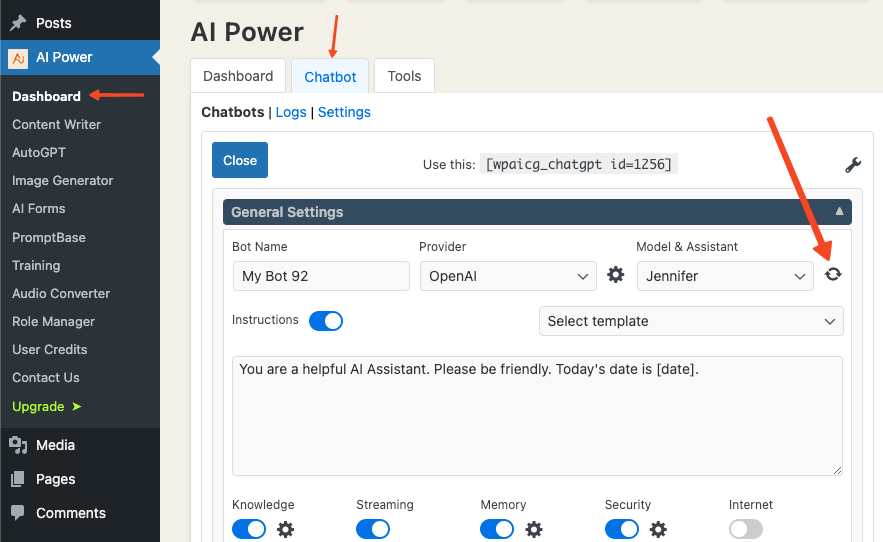 Posts
AI Power
Dashboard
Content Writer
AutoGPT
Image Generator
AI Forms
PromptBase
Training
Audio Converter
Role Manager
User Credits
Contact Us
Upgrade ➤
Media
Pages
Comments
AI Power
Dashboard Chatbot Tools
Chatbots | Logs | Settings
Close Use this: [wpaicg_chatgpt id=1256]
General Settings
Bot Name Provider Model & Assistant
My Bot 92 OpenAI Jennifer
Instructions Select template
You are a helpful AI Assistant. Please be friendly. Today's date is [date].
Knowledge Streaming Memory Security Internet